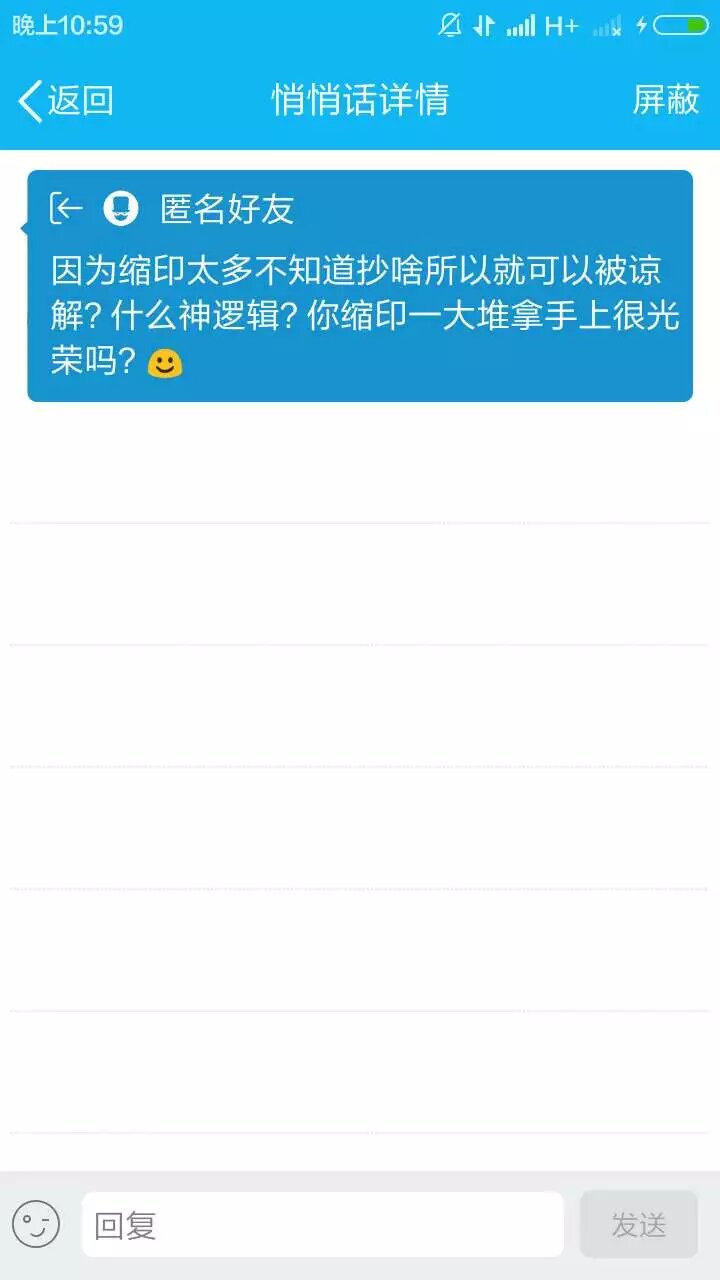 晚上10:59
H+
返回
悄悄话详情
屏蔽
匿名好友
因为缩印太多不知道抄啥所以就可以被谅
解? 什么神逻辑? 你缩印一大堆拿手上很光
荣吗?
回复
发送